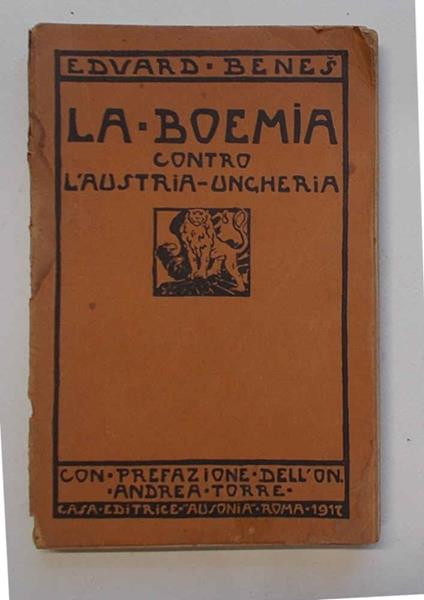 EDVARD · BENEŠ
LA · BOEMIA
CONTRO
L'AUSTRIA-UNGHERIA
CON · PREFAZIONE · DELL'ON.
· ANDREA · TORRE ·
CASA · EDITRICE · "AUSONIA" · ROMA · 1917